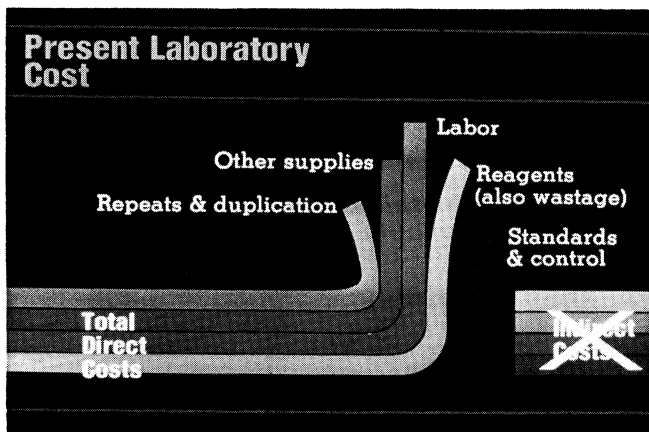 Present Laboratory
Cost
Labor
Other supplies
Reagents
(also wastage)
Repeats & duplication
Standards
& control
Total
Direct
Costs
Indirect
Costs